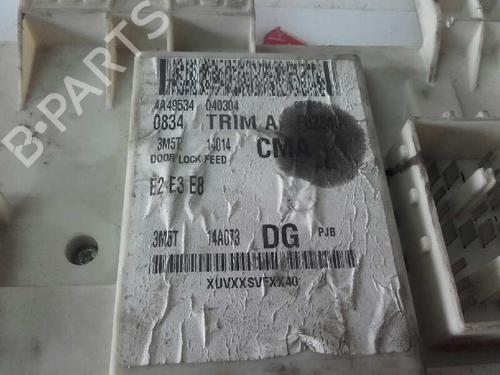 4A49534 040304
0834 TRIM A
3M5T 14014 CMA
DOOR LOCK FEED
E2 E3 E8
3M5T 14A073 DG PJB
XUVXXSVFXX40
B-PARTS